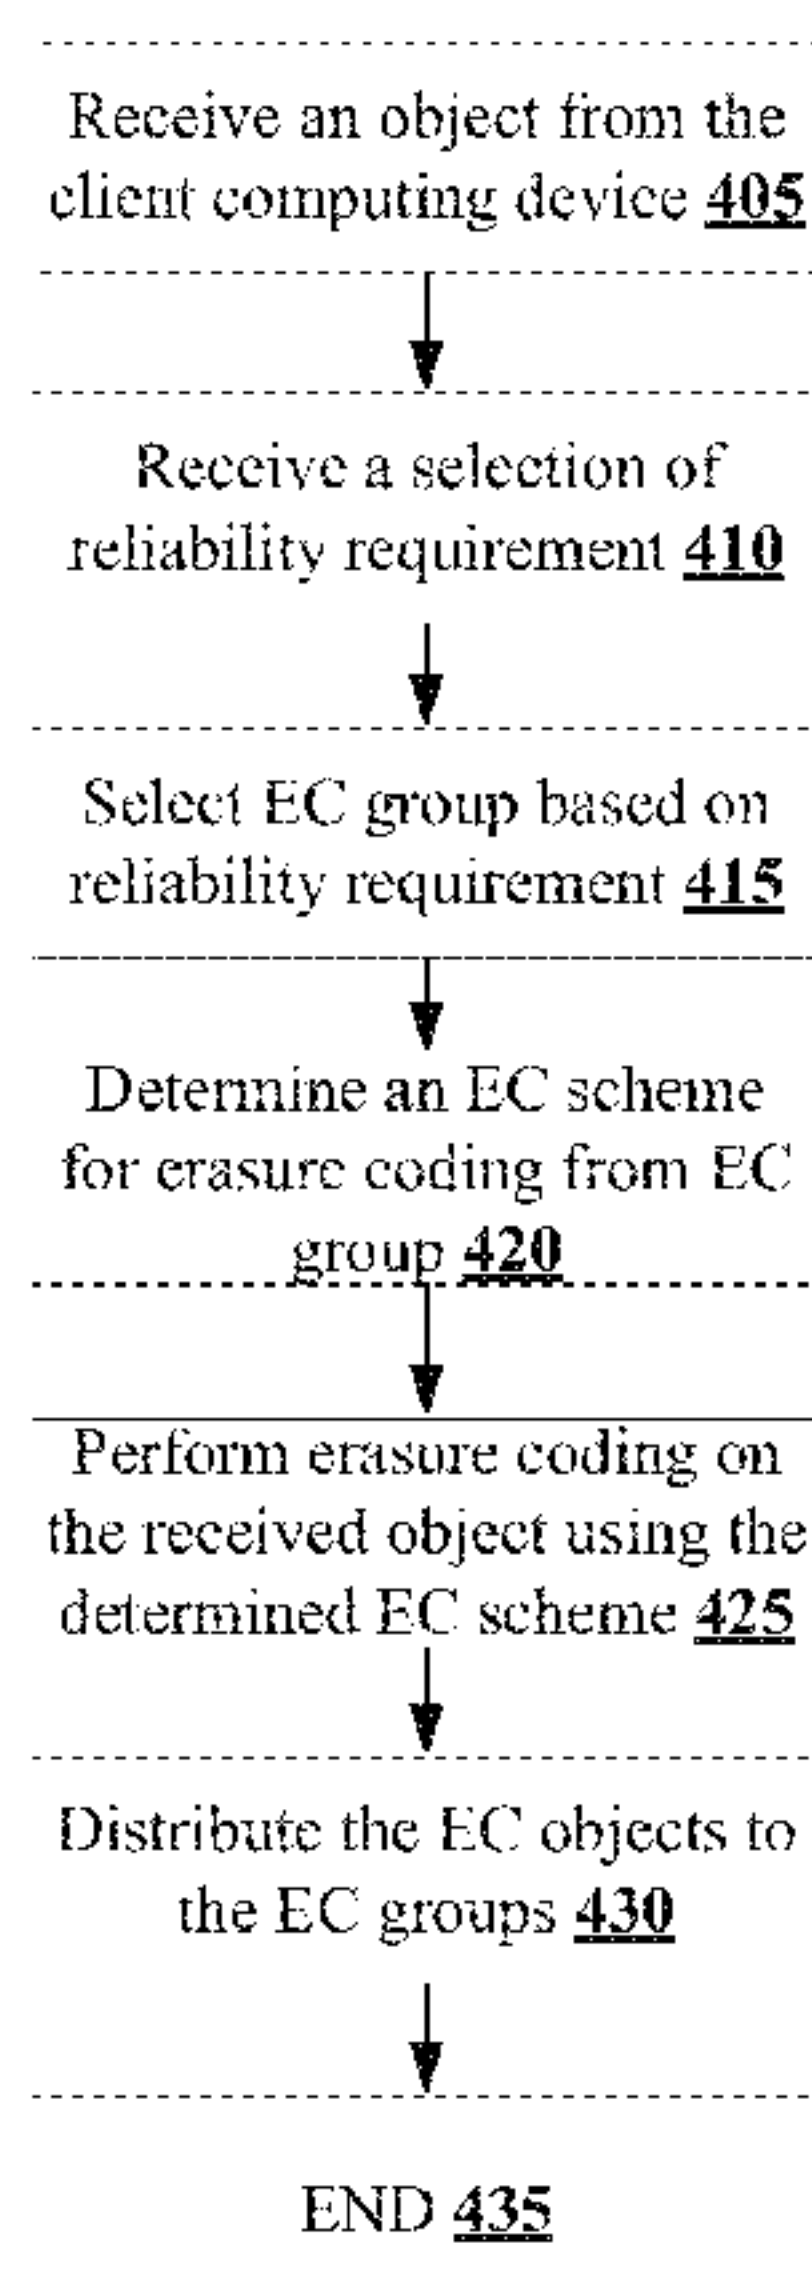 Receive an object from the
client computing device 405
Receive a selection of
reliability requirement 410
Select EC group based on
reliability requirement 415
Determine an EC scheme
for erasure coding from EC
group 420
Perform erasure coding on
the received object using the
determined EC scheme 425
Distribute the EC objects to
the EC groups 430
END 435